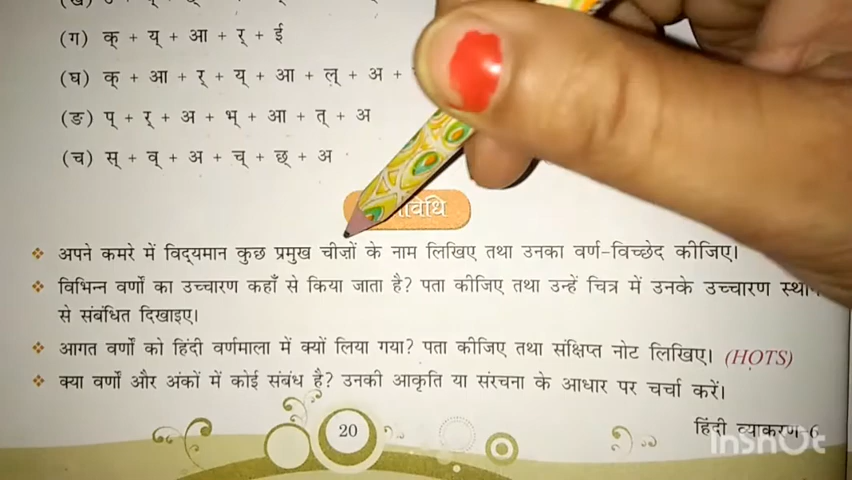 (ग) क् + य् + आ + र् + ई
(घ) क् + आ + र् + य् + आ + ल् + अ +
(ङ) प् + र् + अ + भ् + आ + त् + अ
(च) स् + व् + अ + च् + छ् + अ
❖ अपने कमरे में विद्यमान कुछ प्रमुख चीज़ों के नाम लिखिए तथा उनका वर्ण-विच्छेद कीजिए।
❖ विभिन्न वर्णों का उच्चारण कहाँ से किया जाता है? पता कीजिए तथा उन्हें चित्र में उनके उच्चारण
से संबंधित दिखाइए।
❖ आगत वर्णों को हिंदी वर्णमाला में क्यों लिया गया? पता कीजिए तथा संक्षिप्त नोट लिखिए। (HOTS)
❖ क्या वर्णों और अंकों में कोई संबंध है? उनकी आकृति या संरचना के आधार पर चर्चा करें।
20
हिंदी व्याकरण-6
InShOt